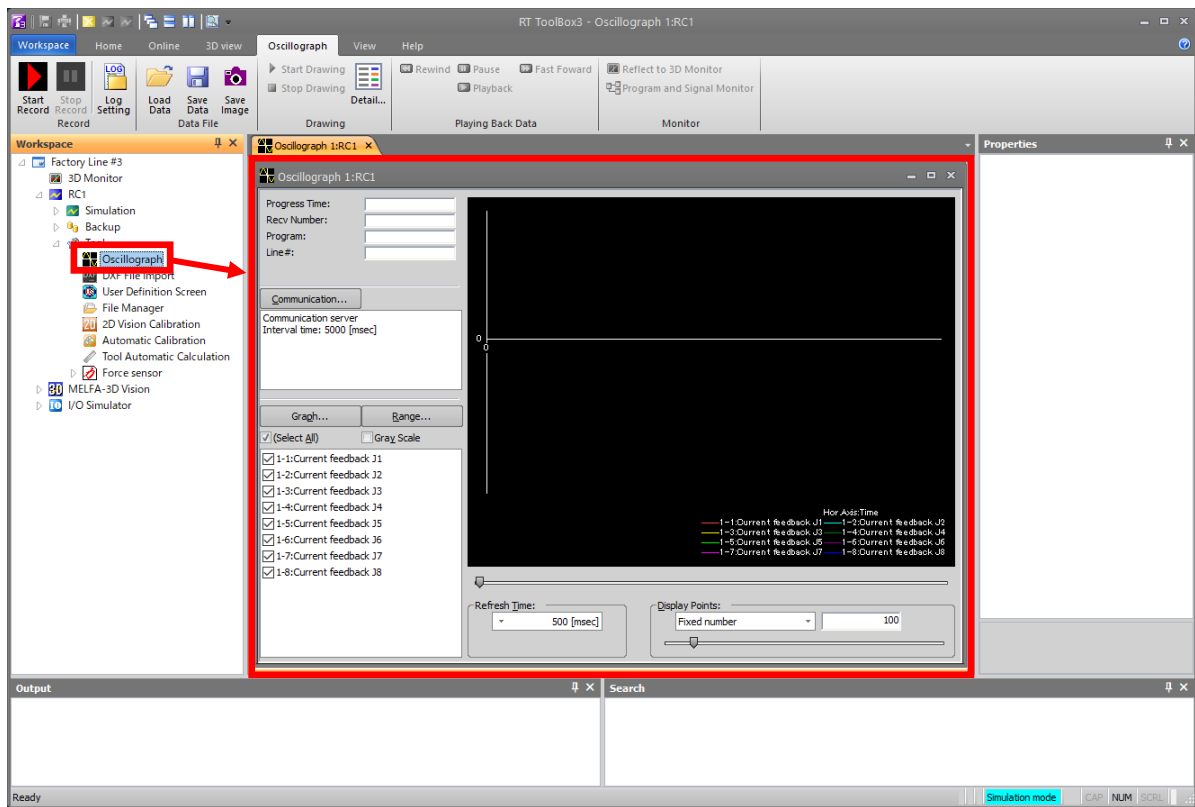 RT ToolBox3 - Oscillograph 1:RC1
Workspace Home Online 3D view Oscillograph View Help
Start Record
Stop Record
LOG
Log Setting
Record
Load Data
Save Data
Save Image
Data File
Start Drawing
Stop Drawing
Detail...
Drawing
Rewind Pause Fast Foward
Playback
Playing Back Data
Reflect to 3D Monitor
Program and Signal Monitor
Monitor
Workspace
Factory Line #3
3D Monitor
RC1
Simulation
Backup
Oscillograph
DXF File Import
User Definition Screen
File Manager
2D Vision Calibration
Automatic Calibration
Tool Automatic Calculation
Force sensor
MELFA-3D Vision
I/O Simulator
Oscillograph 1:RC1
Oscillograph 1:RC1
Progress Time:
Recv Number:
Program:
Line#:
Communication...
Communication server
Interval time: 5000 [msec]
Graph... Range...
(Select All) Gray Scale
1-1:Current feedback J1
1-2:Current feedback J2
1-3:Current feedback J3
1-4:Current feedback J4
1-5:Current feedback J5
1-6:Current feedback J6
1-7:Current feedback J7
1-8:Current feedback J8
0
0
Hor Axis:Time
1-1:Current feedback J1 1-2:Current feedback J2
1-3:Current feedback J3 1-4:Current feedback J4
1-5:Current feedback J5 1-6:Current feedback J6
1-7:Current feedback J7 1-8:Current feedback J8
Refresh Time:
500 [msec]
Display Points:
Fixed number 100
Properties
Output
Search
Ready
Simulation mode CAP NUM SCRL